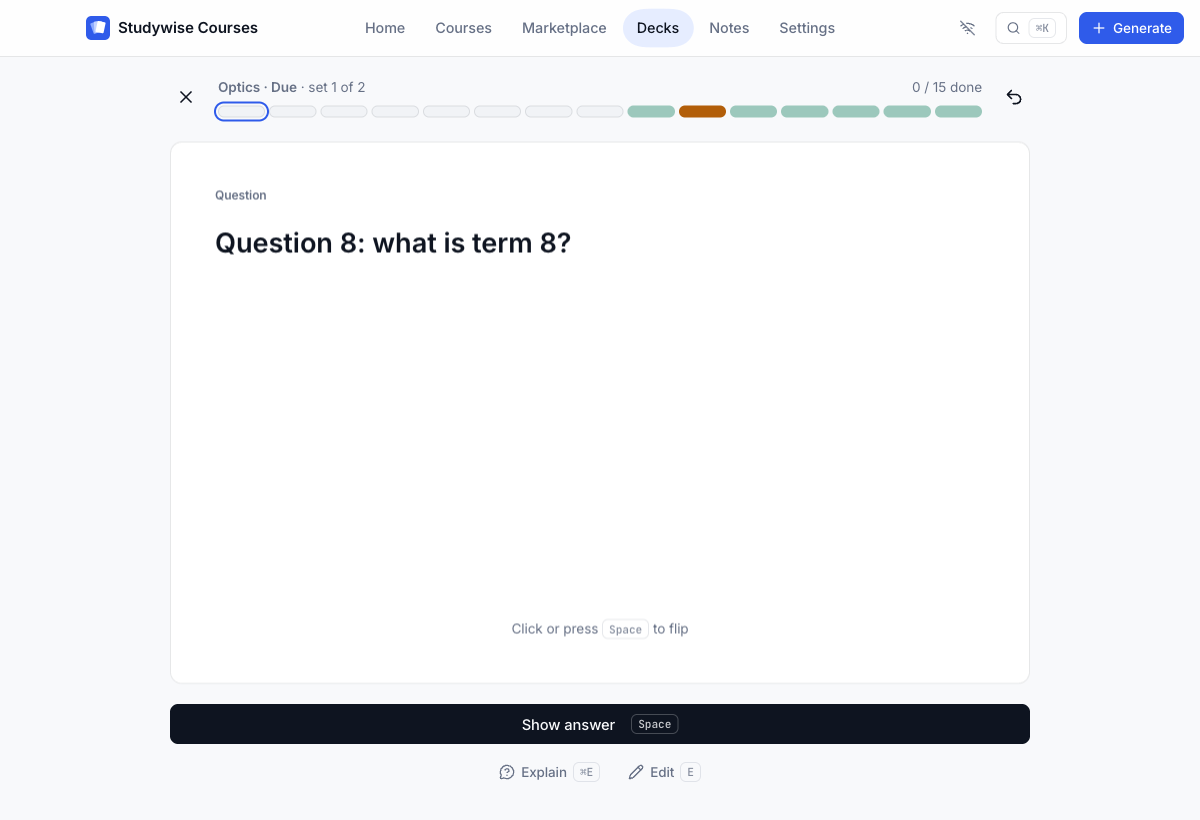 Studywise Courses
Home Courses Marketplace Decks Notes Settings
⌘K
Generate
Optics · Due · set 1 of 2
0 / 15 done
Question
Question 8: what is term 8?
Click or press Space to flip
Show answer Space
Explain ⌘E Edit E